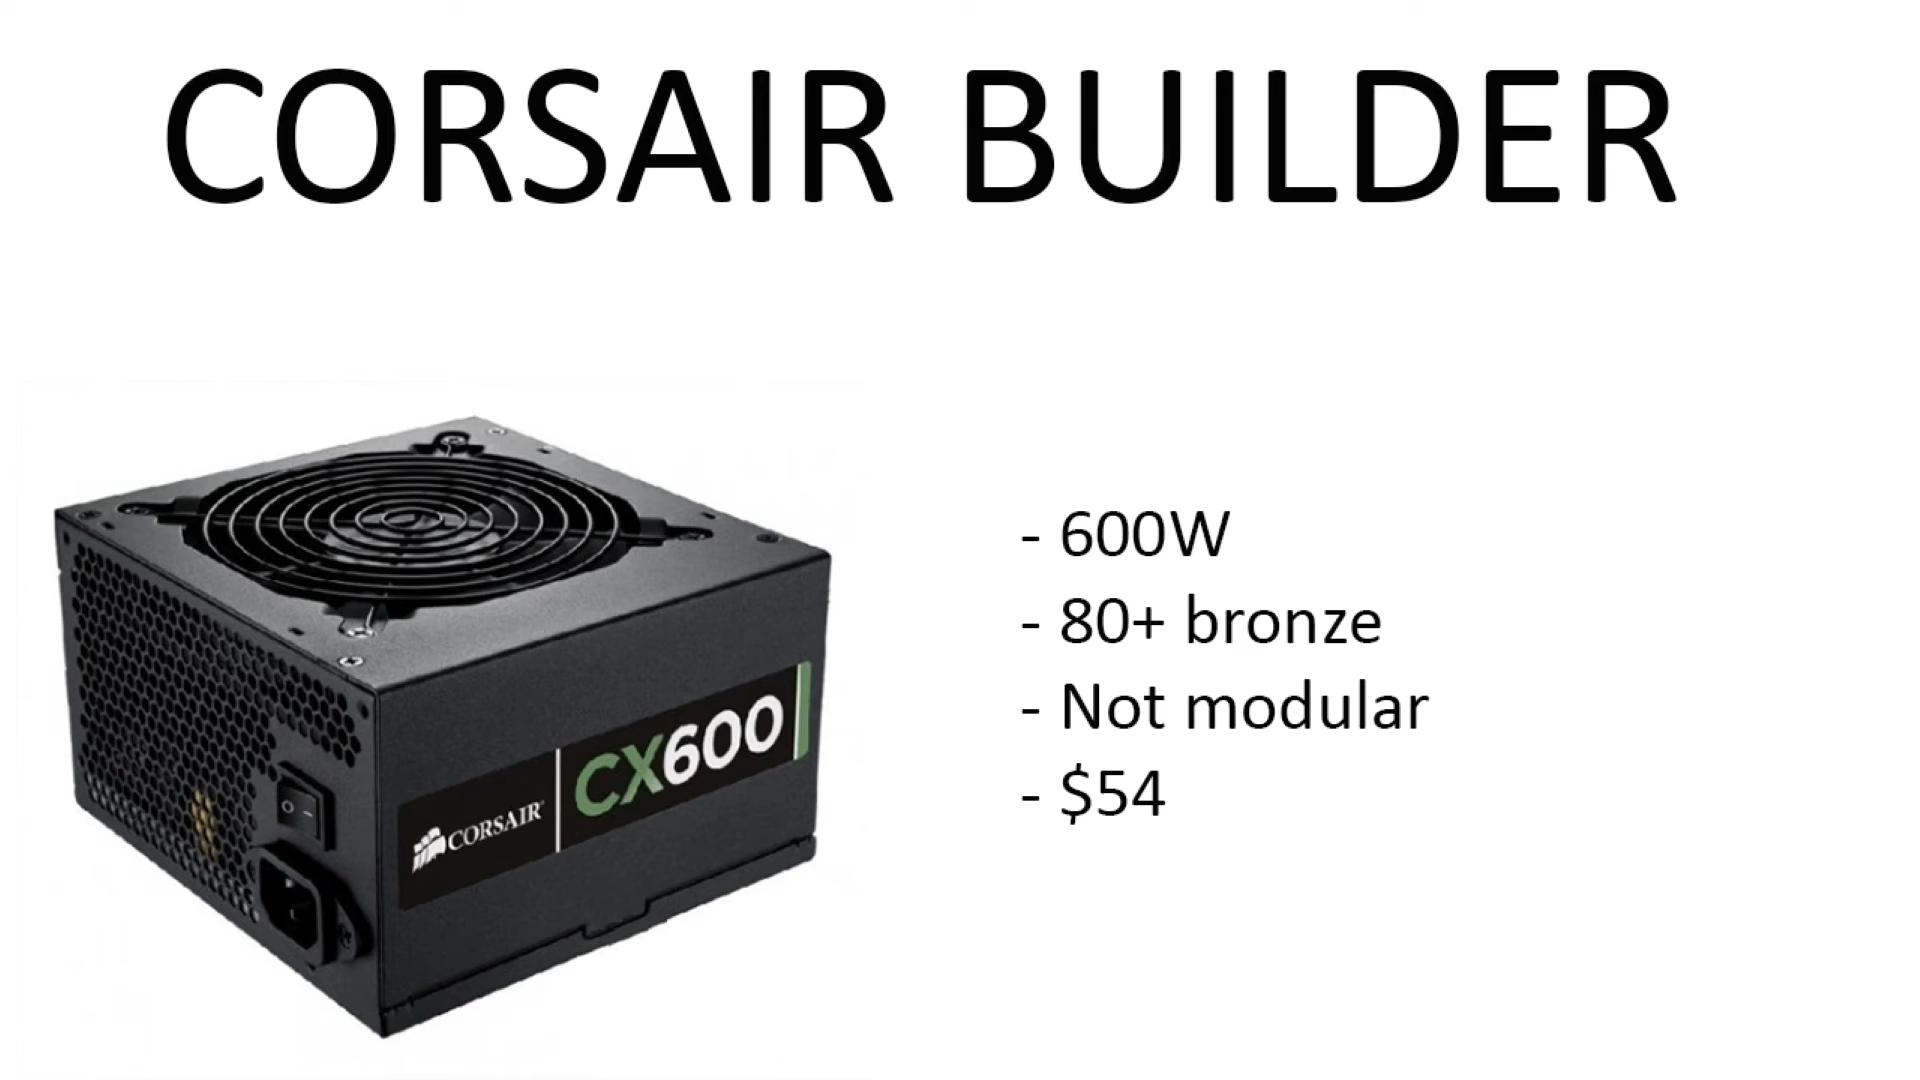 CORSAIR BUILDER
- 600W
- 80+ bronze
- Not modular
- $54
CORSAIR
CX600